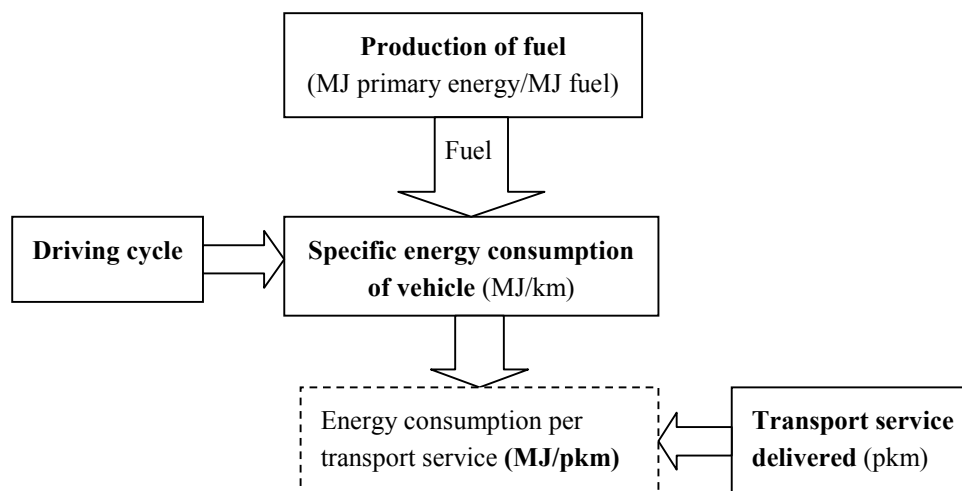 Production of fuel
(MJ primary energy/MJ fuel)
Fuel
Driving cycle
Specific energy consumption
of vehicle (MJ/km)
Energy consumption per
transport service (MJ/pkm)
Transport service
delivered (pkm)